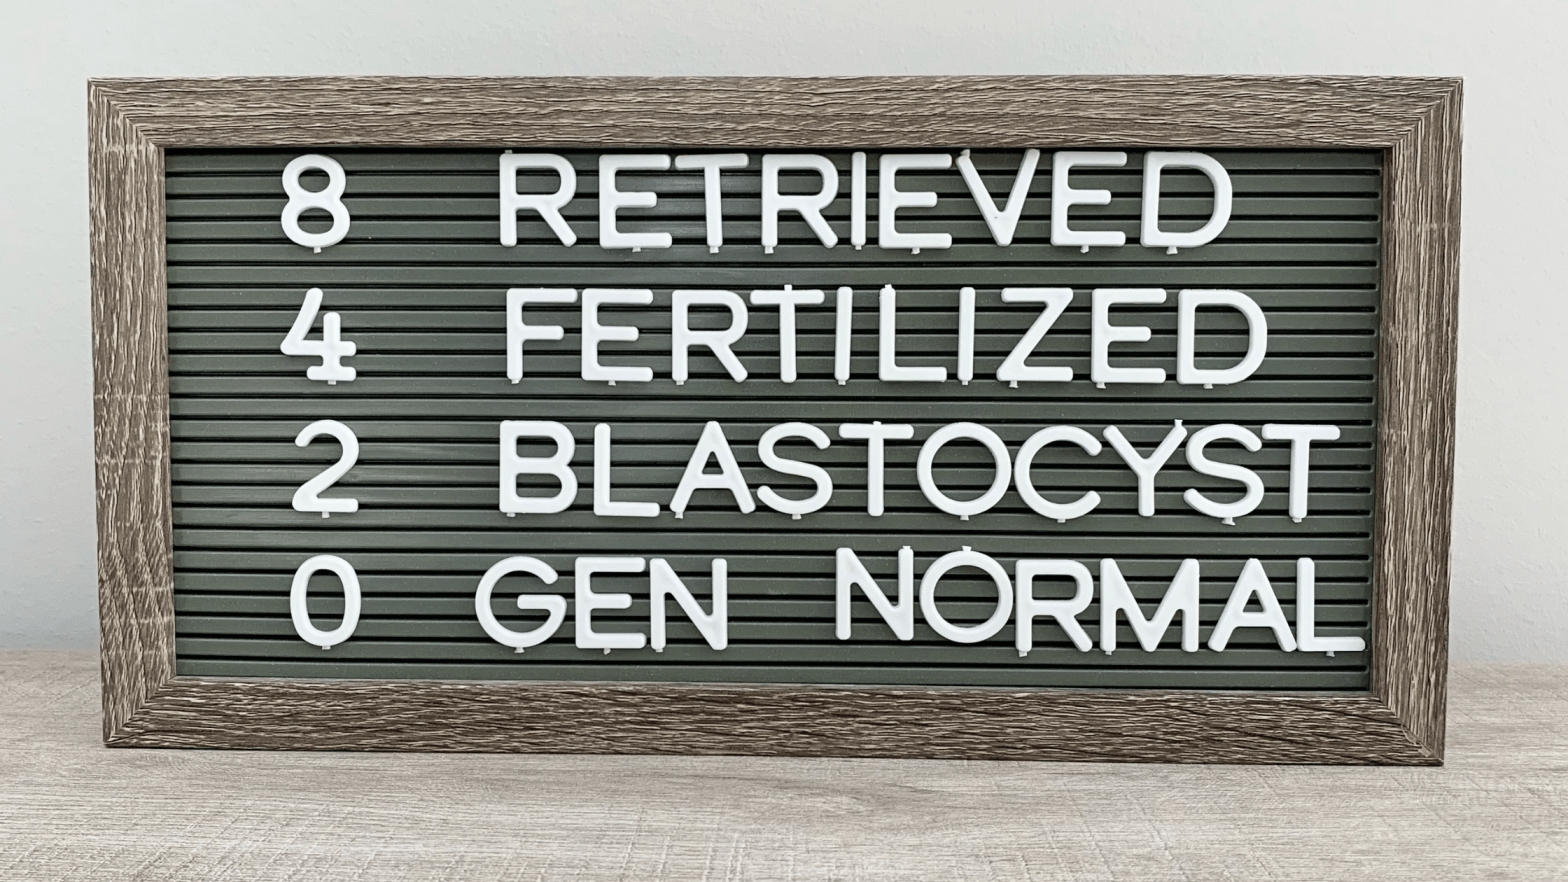 8 RETRIEVED
4 FERTILIZED
2 BLASTOCYST
0 GEN NORMAL